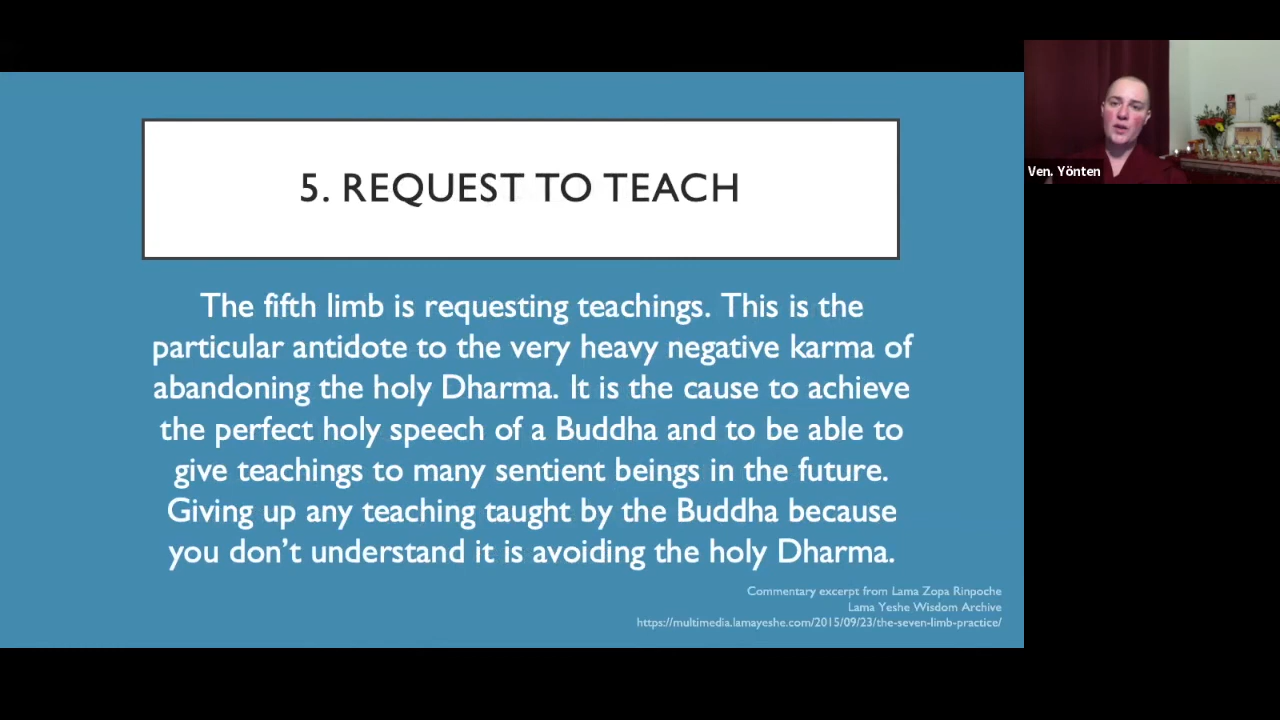 5. REQUEST TO TEACH
The fifth limb is requesting teachings. This is the
particular antidote to the very heavy negative karma of
abandoning the holy Dharma. It is the cause to achieve
the perfect holy speech of a Buddha and to be able to
give teachings to many sentient beings in the future.
Giving up any teaching taught by the Buddha because
you don’t understand it is avoiding the holy Dharma.
Commentary excerpt from Lama Zopa Rinpoche
Lama Yeshe Wisdom Archive
https://multimedia.lamayeshe.com/2015/09/23/the-seven-limb-practice/
Ven. Yönten